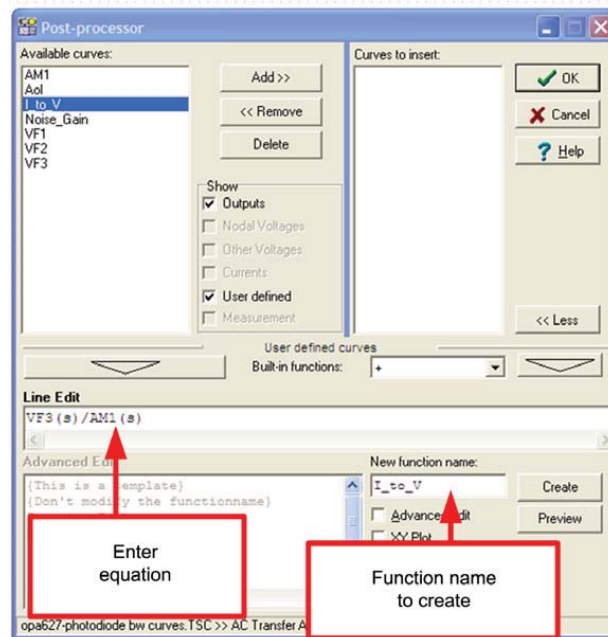 Post-processor
Available curves:
AM1
Aol
I_to_V
Noise_Gain
VF1
VF2
VF3
Add >>
<< Remove
Delete
Show
Outputs
Nodal Voltages
Other Voltages
Currents
User defined
Measurement
Curves to insert:
OK
Cancel
Help
<< Less
User defined curves
Built-in functions:
+
Line Edit
VF3(s)/AM1(s)
Advanced Edit
{This is a template}
{Don't modify the functionname}
New function name:
I_to_V
Create
Advanced Edit
Preview
XY Plot
Enter
equation
Function name
to create
opa627-photodiode bw curves.TSC >> AC Transfer